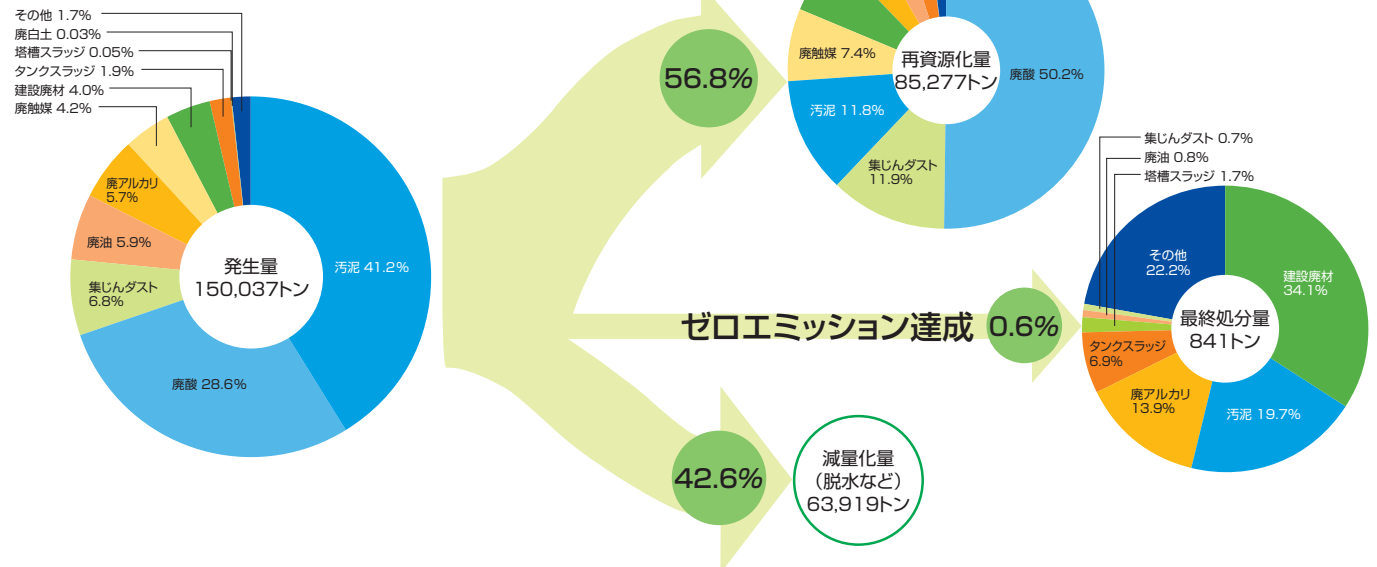 その他 1.7%
廃白土 0.03%
塔槽スラッジ 0.05%
タンクスラッジ 1.9%
建設廃材 4.0%
廃触媒 4.2%
廃アルカリ
5.7%
廃油 5.9%
集じんダスト
6.8%
廃酸 28.6%
汚泥 41.2%
発生量
150,037トン
56.8%
廃触媒 7.4%
汚泥 11.8%
集じんダスト
11.9%
再資源化量
85,277トン
廃酸 50.2%
ゼロエミッション達成 0.6%
集じんダスト 0.7%
廃油 0.8%
塔槽スラッジ 1.7%
その他
22.2%
建設廃材
34.1%
最終処分量
841トン
タンクスラッジ
6.9%
廃アルカリ
13.9%
汚泥 19.7%
42.6%
減量化量
（脱水など）
63,919トン